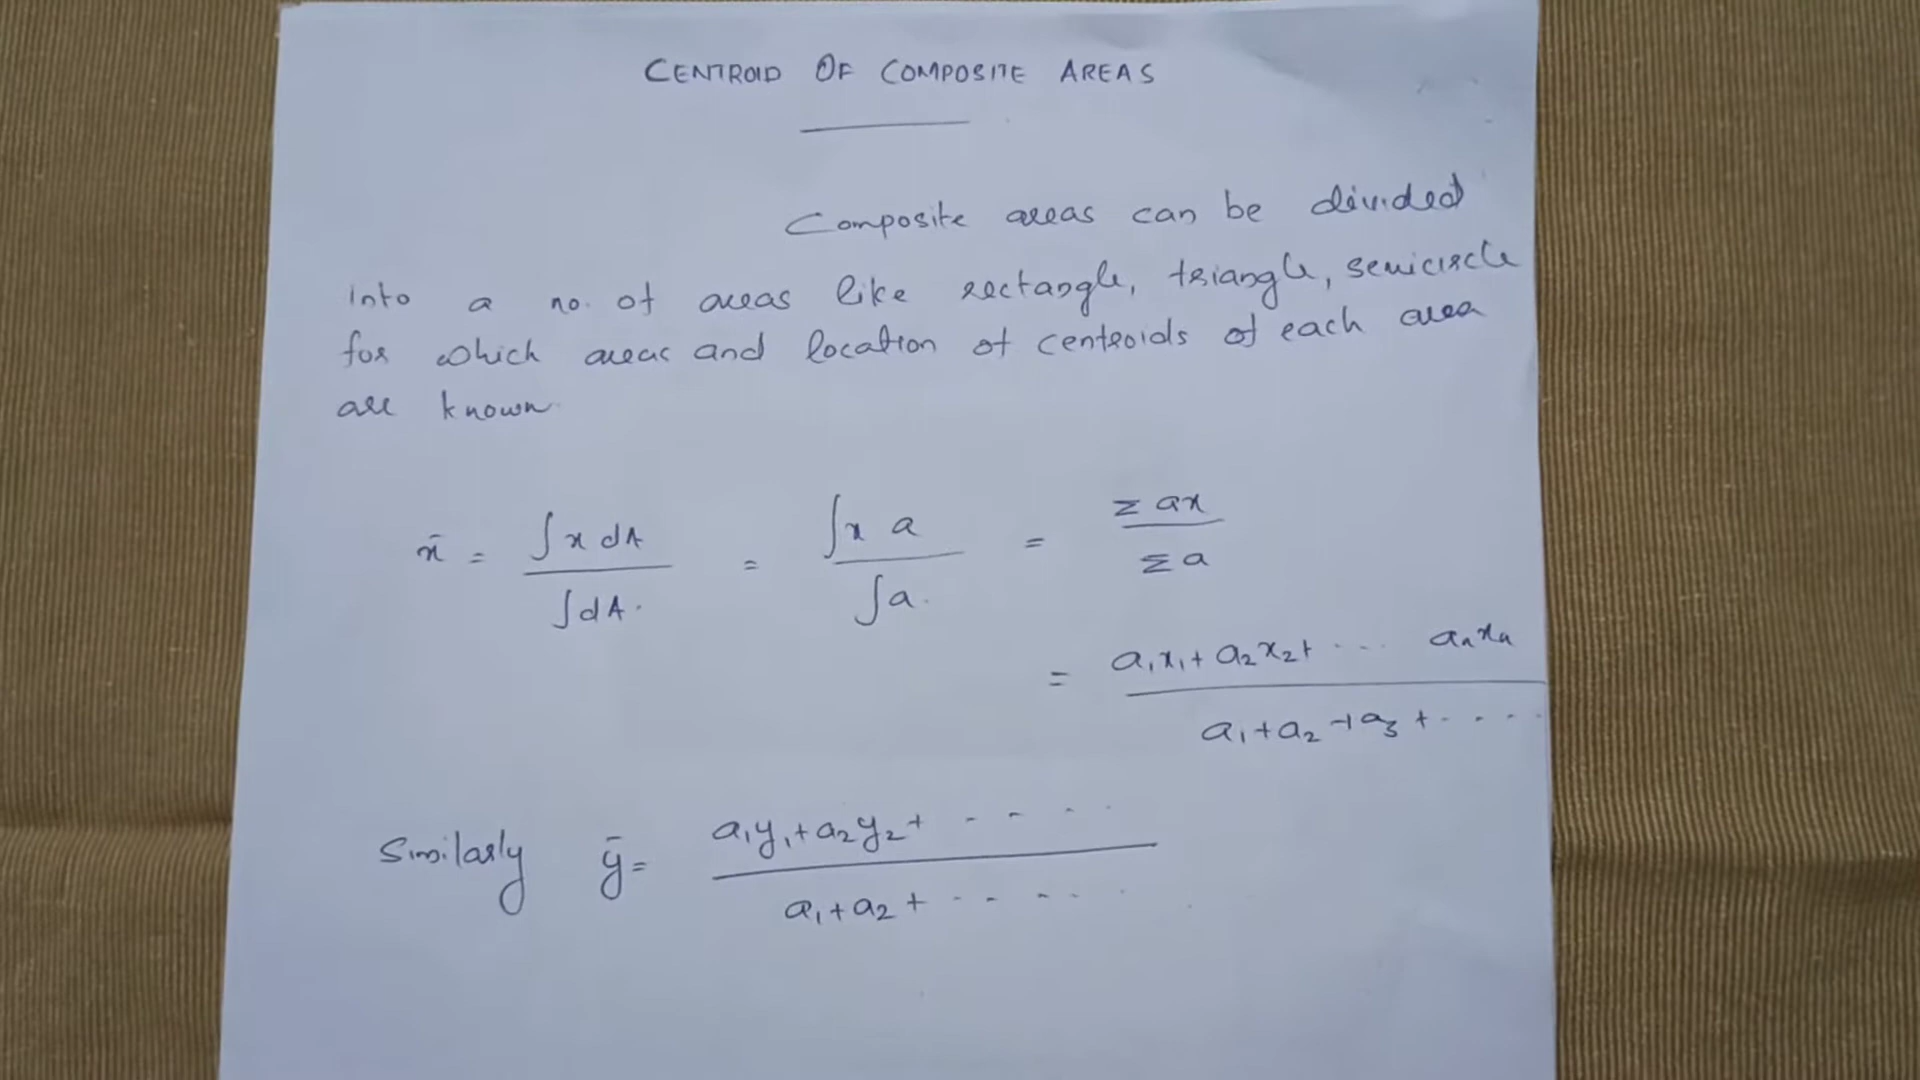 CENTROID OF COMPOSITE AREAS
Composite areas can be divided
into a no. of areas like rectangle, triangle, semicircle
for which areas and location of centroids of each area
are known.
x̄ = ∫x dA / ∫dA. = ∫x a / ∫a. = Σax / Σa
= a₁x₁ + a₂x₂ + ... aₙxₙ / a₁ + a₂ + a₃ + ....
Similarly ȳ = a₁y₁ + a₂y₂ + .... / a₁ + a₂ + .....